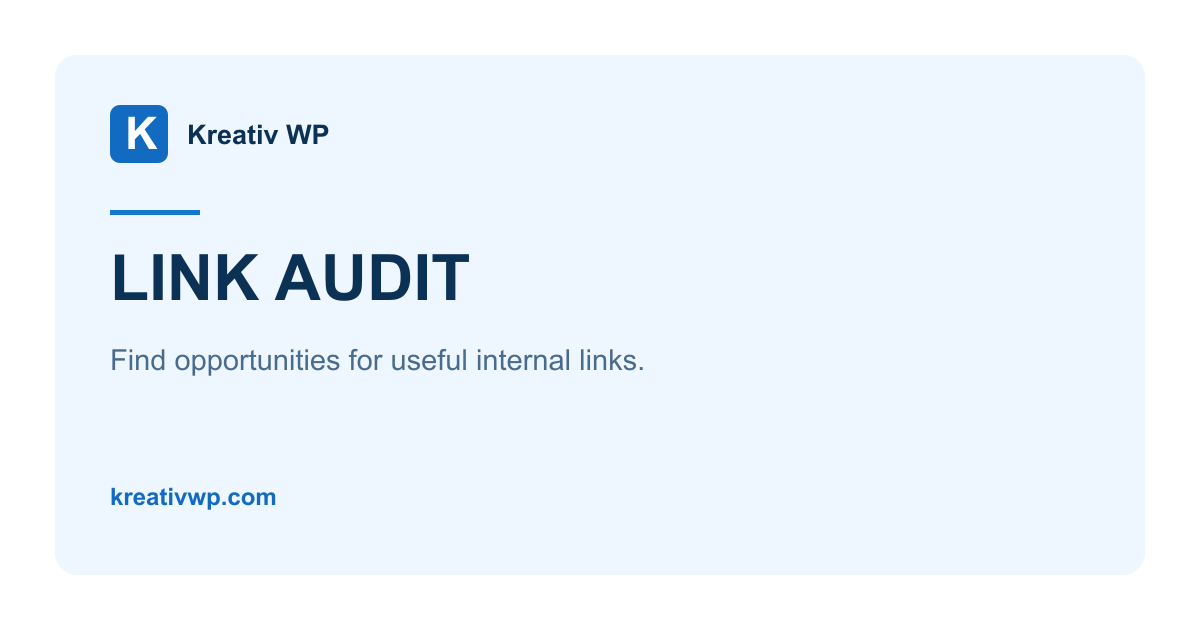 K
Kreativ WP
LINK AUDIT
Find opportunities for useful internal links.
kreativwp.com